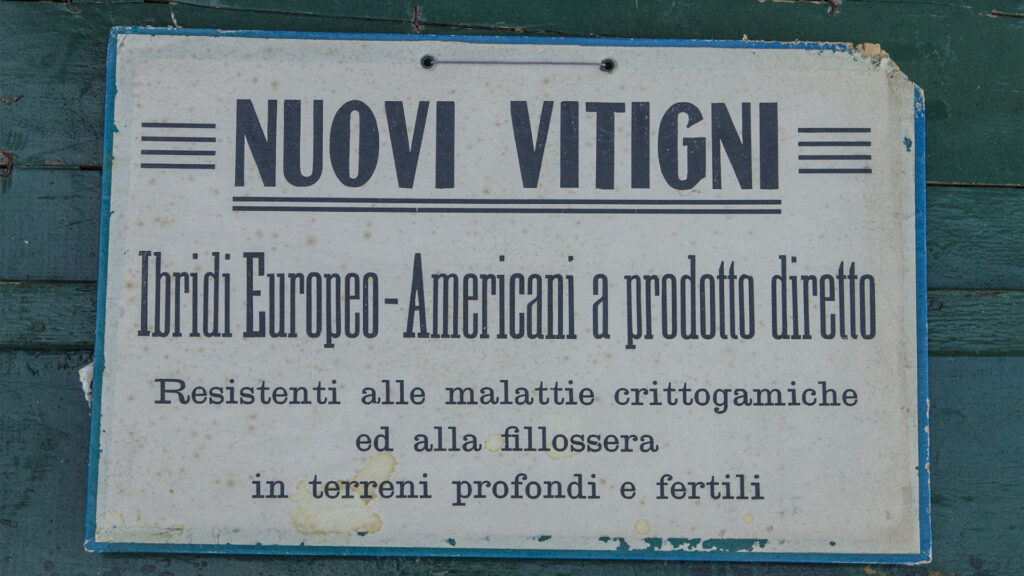 NUOVI VITIGNI
Ibridi Europeo-Americani a prodotto diretto
Resistenti alle malattie crittogamiche
ed alla fillossera
in terreni profondi e fertili